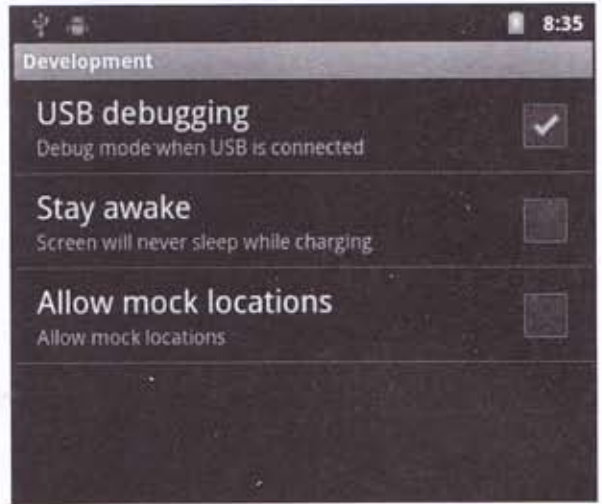 8:35
Development
USB debugging
Debug mode when USB is connected
Stay awake
Screen will never sleep while charging
Allow mock locations
Allow mock locations